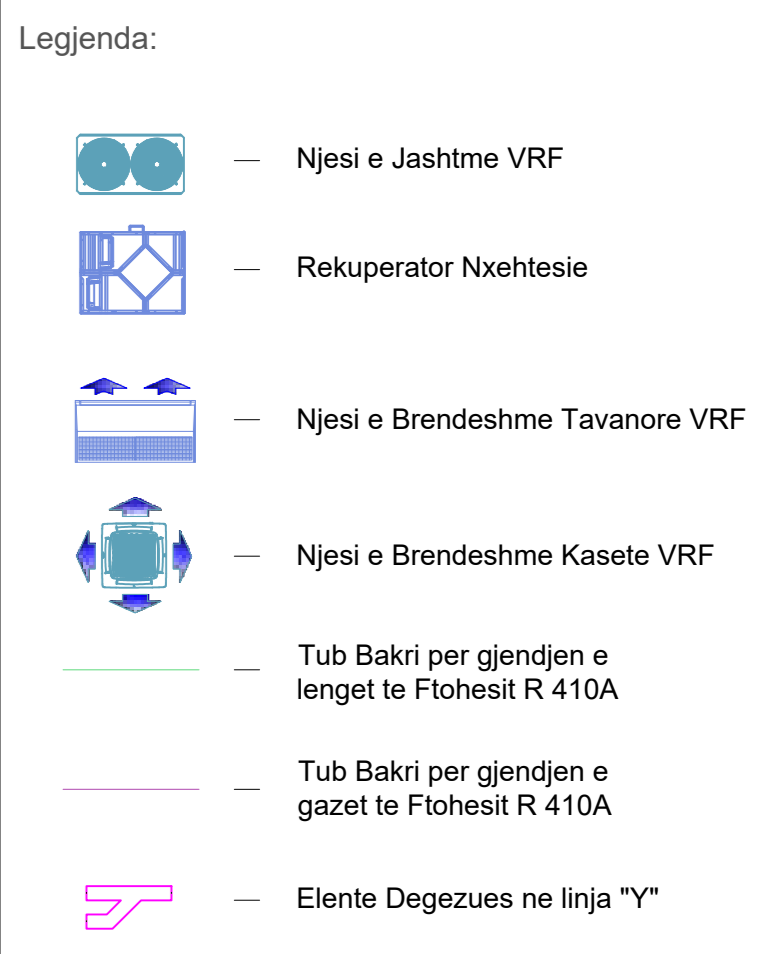 Legjenda:
Njesi e Jashtme VRF
Rekuperator Nxehtesie
Njesi e Brendeshme Tavanore VRF
Njesi e Brendeshme Kasete VRF
Tub Bakri per gjendjen e
lenget te Ftohesit R 410A
Tub Bakri per gjendjen e
gazet te Ftohesit R 410A
Elente Degezues ne linja "Y"